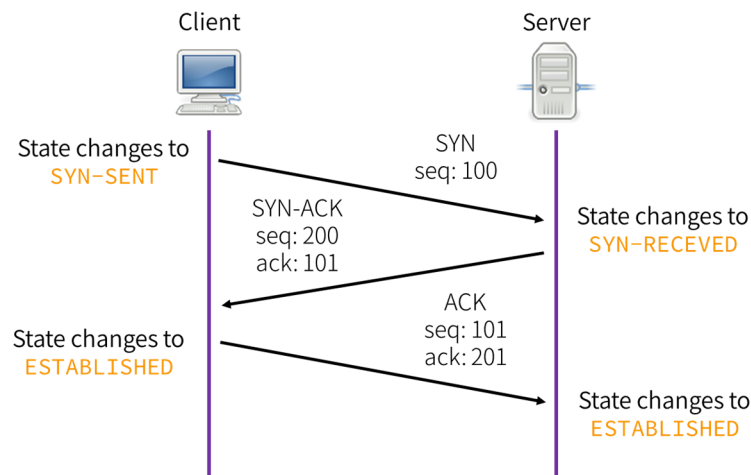 Client
Server
State changes to
SYN-SENT
SYN
seq: 100
SYN-ACK
seq: 200
ack: 101
State changes to
SYN-RECEVED
State changes to
ESTABLISHED
ACK
seq: 101
ack: 201
State changes to
ESTABLISHED